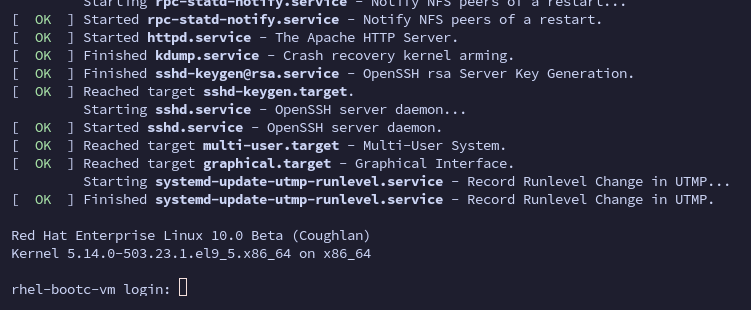 Starting rpc-statd-notify.service - Notify NFS peers of a restart...
[  OK  ] Started rpc-statd-notify.service - Notify NFS peers of a restart.
[  OK  ] Started httpd.service - The Apache HTTP Server.
[  OK  ] Finished kdump.service - Crash recovery kernel arming.
[  OK  ] Finished sshd-keygen@rsa.service - OpenSSH rsa Server Key Generation.
[  OK  ] Reached target sshd-keygen.target.
         Starting sshd.service - OpenSSH server daemon...
[  OK  ] Started sshd.service - OpenSSH server daemon.
[  OK  ] Reached target multi-user.target - Multi-User System.
[  OK  ] Reached target graphical.target - Graphical Interface.
         Starting systemd-update-utmp-runlevel.service - Record Runlevel Change in UTMP...
[  OK  ] Finished systemd-update-utmp-runlevel.service - Record Runlevel Change in UTMP.
Red Hat Enterprise Linux 10.0 Beta (Coughlan)
Kernel 5.14.0-503.23.1.el9_5.x86_64 on x86_64
rhel-bootc-vm login: